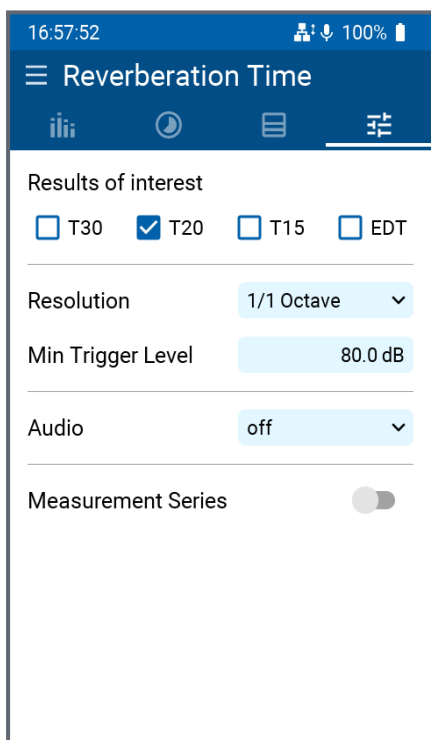 16:57:52 100%
Reverberation Time
Results of interest
T30 T20 T15 EDT
Resolution 1/1 Octave
Min Trigger Level 80.0 dB
Audio off
Measurement Series